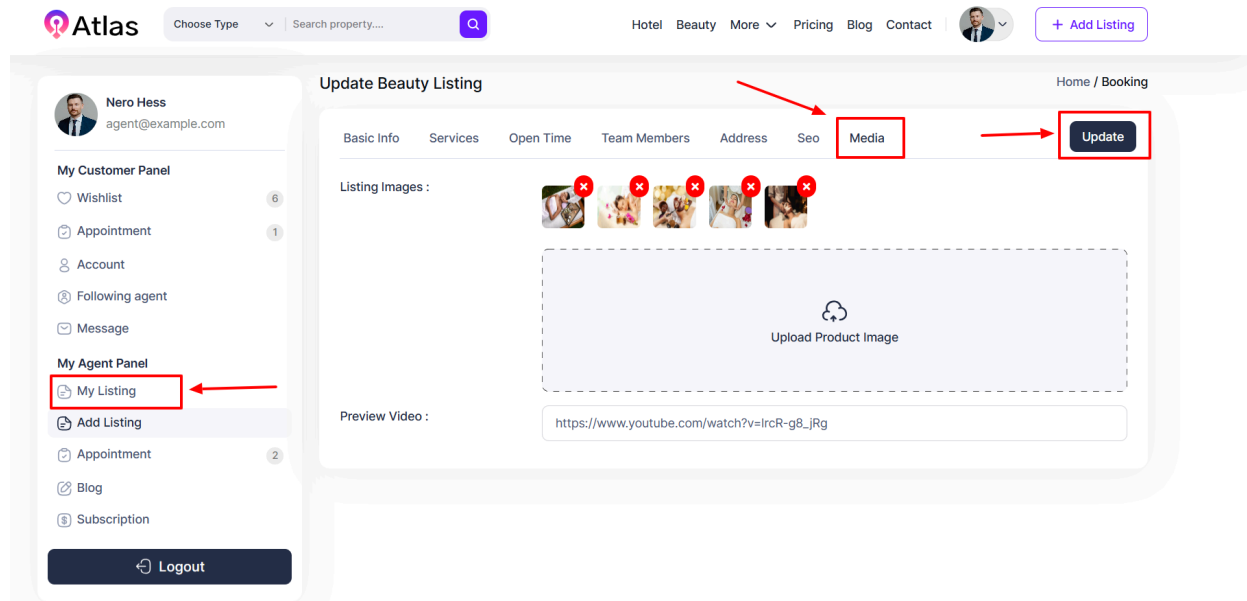 Atlas
Choose Type
Search property....
Hotel Beauty More Pricing Blog Contact
+ Add Listing
Nero Hess
agent@example.com
My Customer Panel
Wishlist 6
Appointment 1
Account
Following agent
Message
My Agent Panel
My Listing
Add Listing
Appointment 2
Blog
Subscription
Logout
Update Beauty Listing
Home / Booking
Basic Info Services Open Time Team Members Address Seo Media
Update
Listing Images :
Upload Product Image
Preview Video :
https://www.youtube.com/watch?v=lrcR-g8_jRg